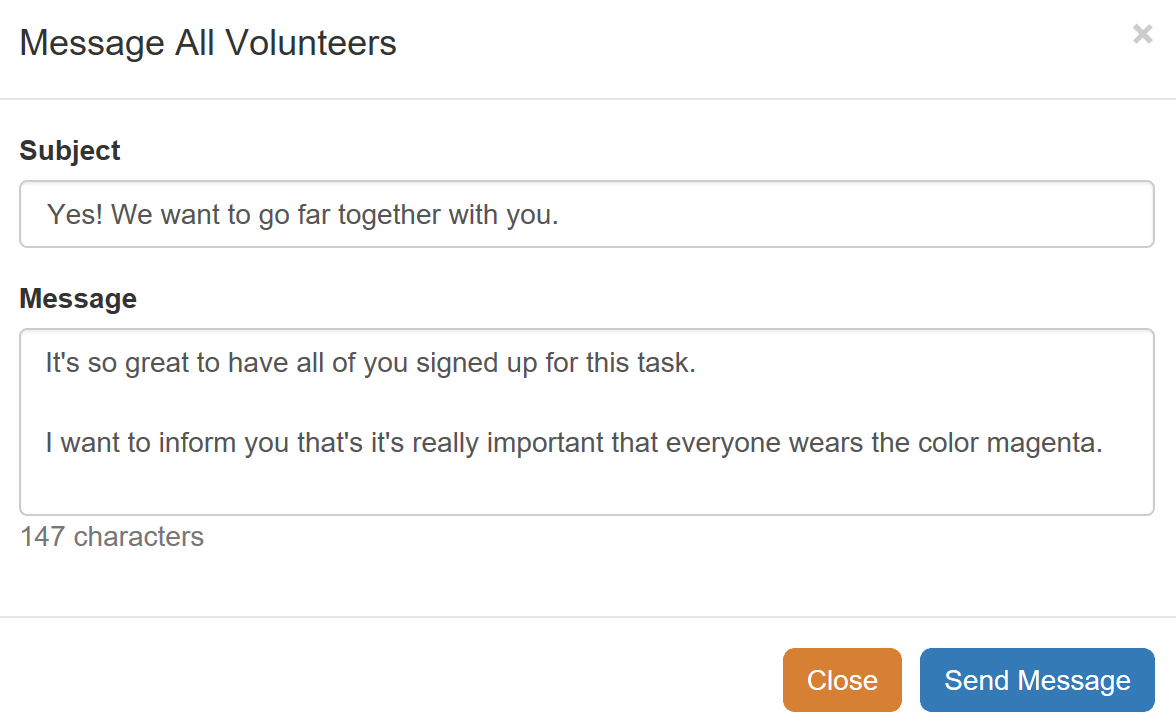 Message All Volunteers
×
Subject
Yes! We want to go far together with you.
Message
It's so great to have all of you signed up for this task.
I want to inform you that's it's really important that everyone wears the color magenta.
147 characters
Close
Send Message